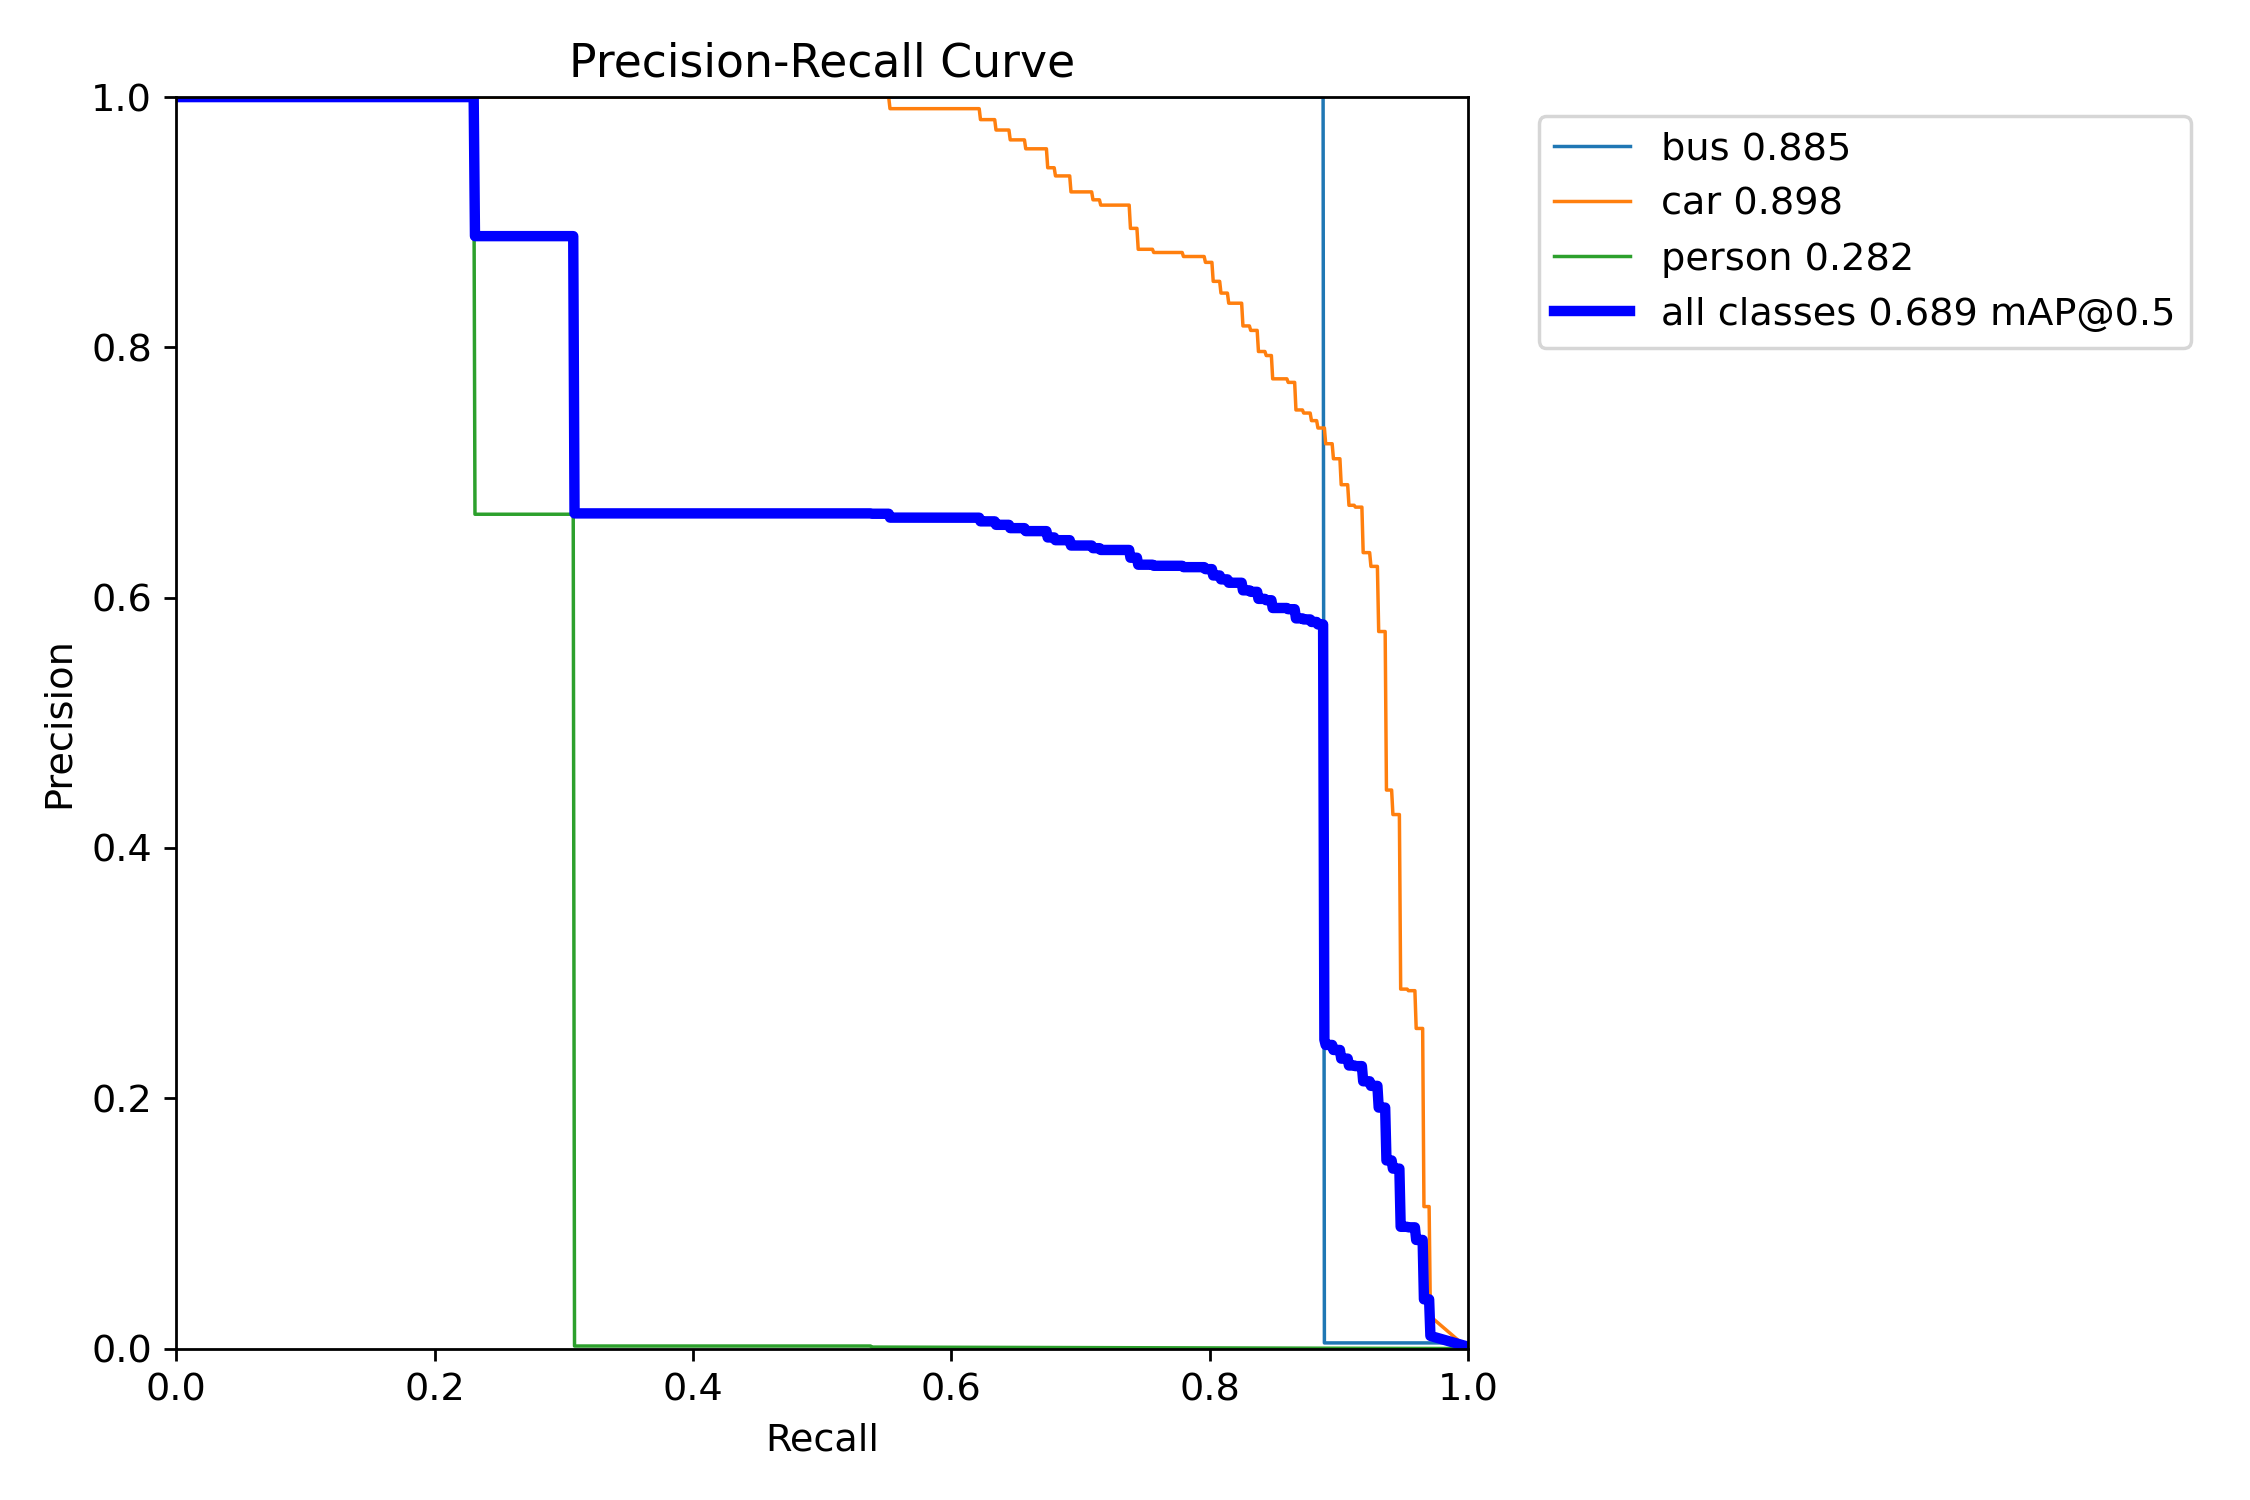 Precision-Recall Curve
1.0
0.8
0.6
0.4
0.2
0.0
Precision
0.0 0.2 0.4 0.6 0.8 1.0
Recall
bus 0.885
car 0.898
person 0.282
all classes 0.689 mAP@0.5